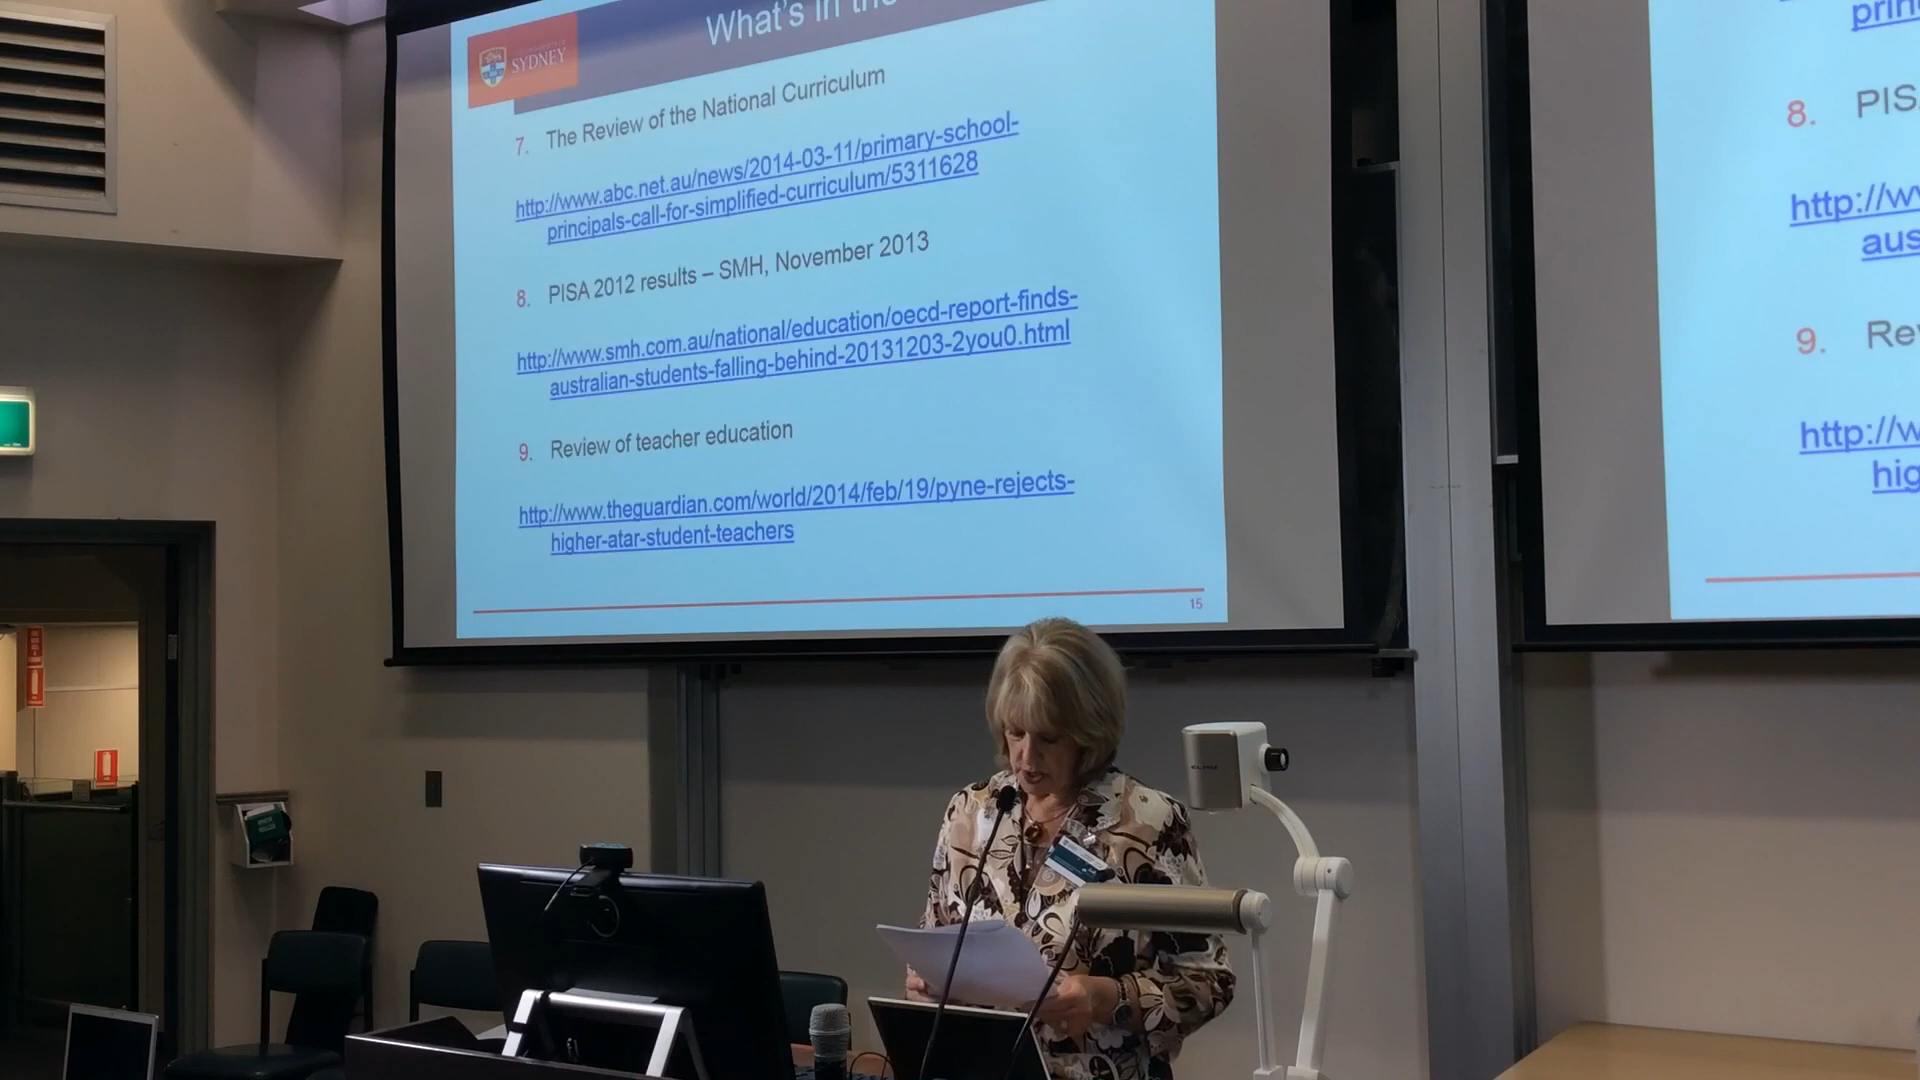 What's in the
SYDNEY
7. The Review of the National Curriculum
http://www.abc.net.au/news/2014-03-11/primary-school-
principals-call-for-simplified-curriculum/5311628
8. PISA 2012 results – SMH, November 2013
http://www.smh.com.au/national/education/oecd-report-finds-
australian-students-falling-behind-20131203-2you0.html
9. Review of teacher education
http://www.theguardian.com/world/2014/feb/19/pyne-rejects-
higher-atar-student-teachers
15
prin
8. PIS
http://w
aus
9. Re
http://w
hig
ELMO